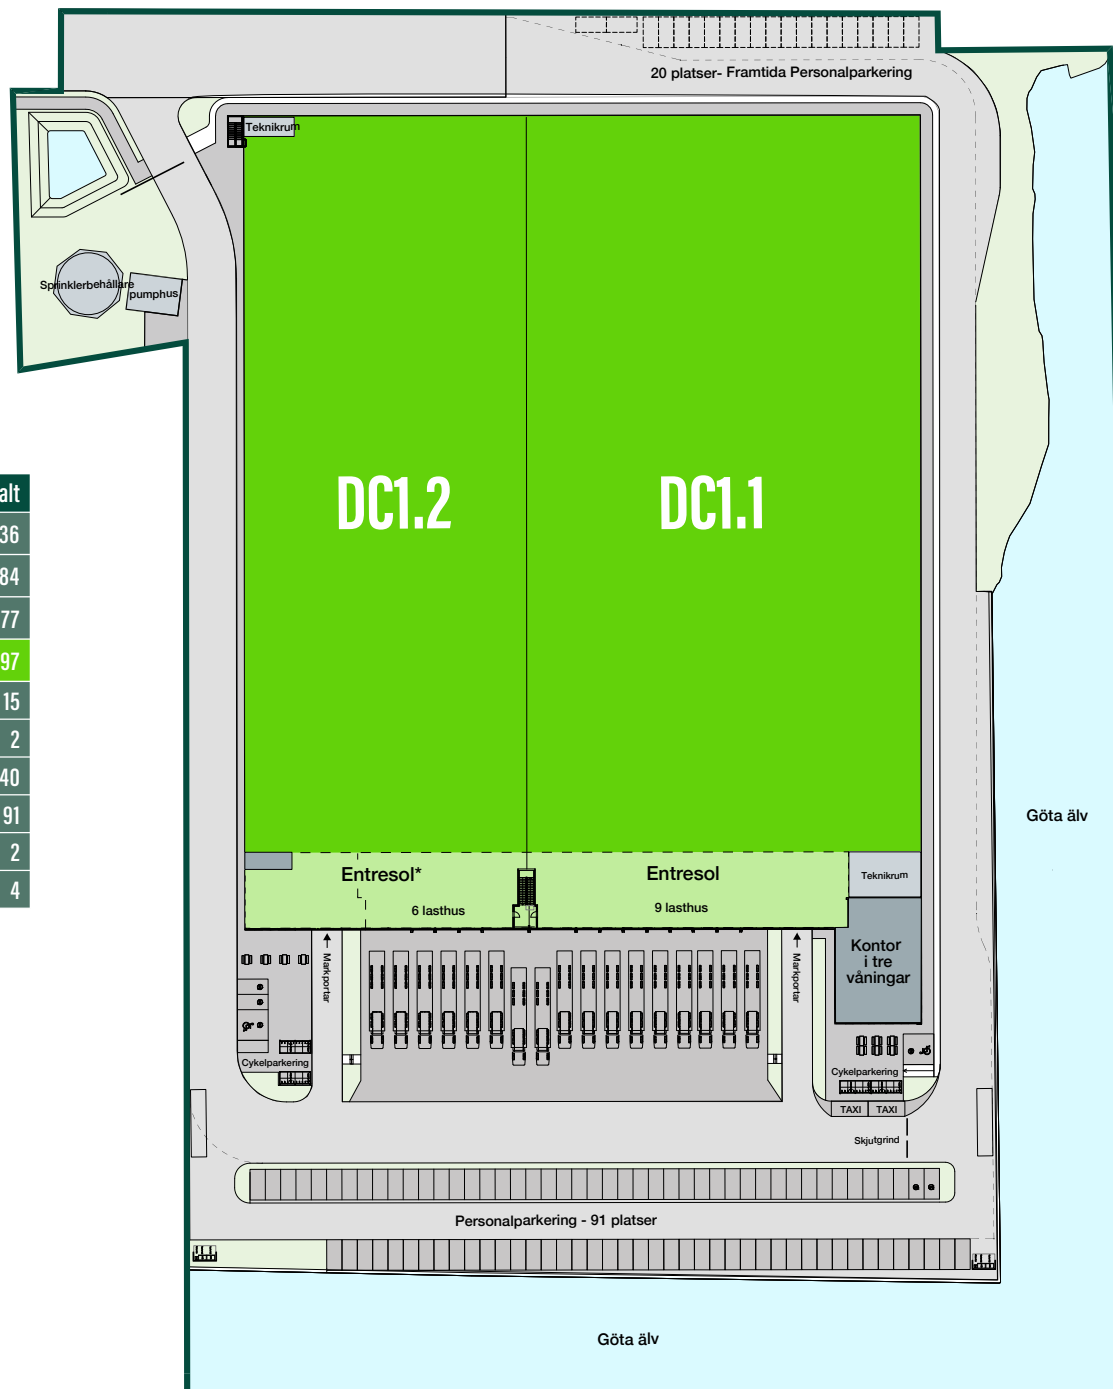 20 platser- Framtida Personalparkering
Teknikrum
Sprinklerbehållare
pumphus
DC1.2
DC1.1
alt
36
84
77
97
15
2
40
91
2
4
Göta älv
Entresol*
Entresol
Teknikrum
6 lasthus
9 lasthus
Kontor
i tre
våningar
Markportar
Markportar
Cykelparkering
Cykelparkering
TAXI
TAXI
Skjutgrind
Personalparkering - 91 platser
Göta älv